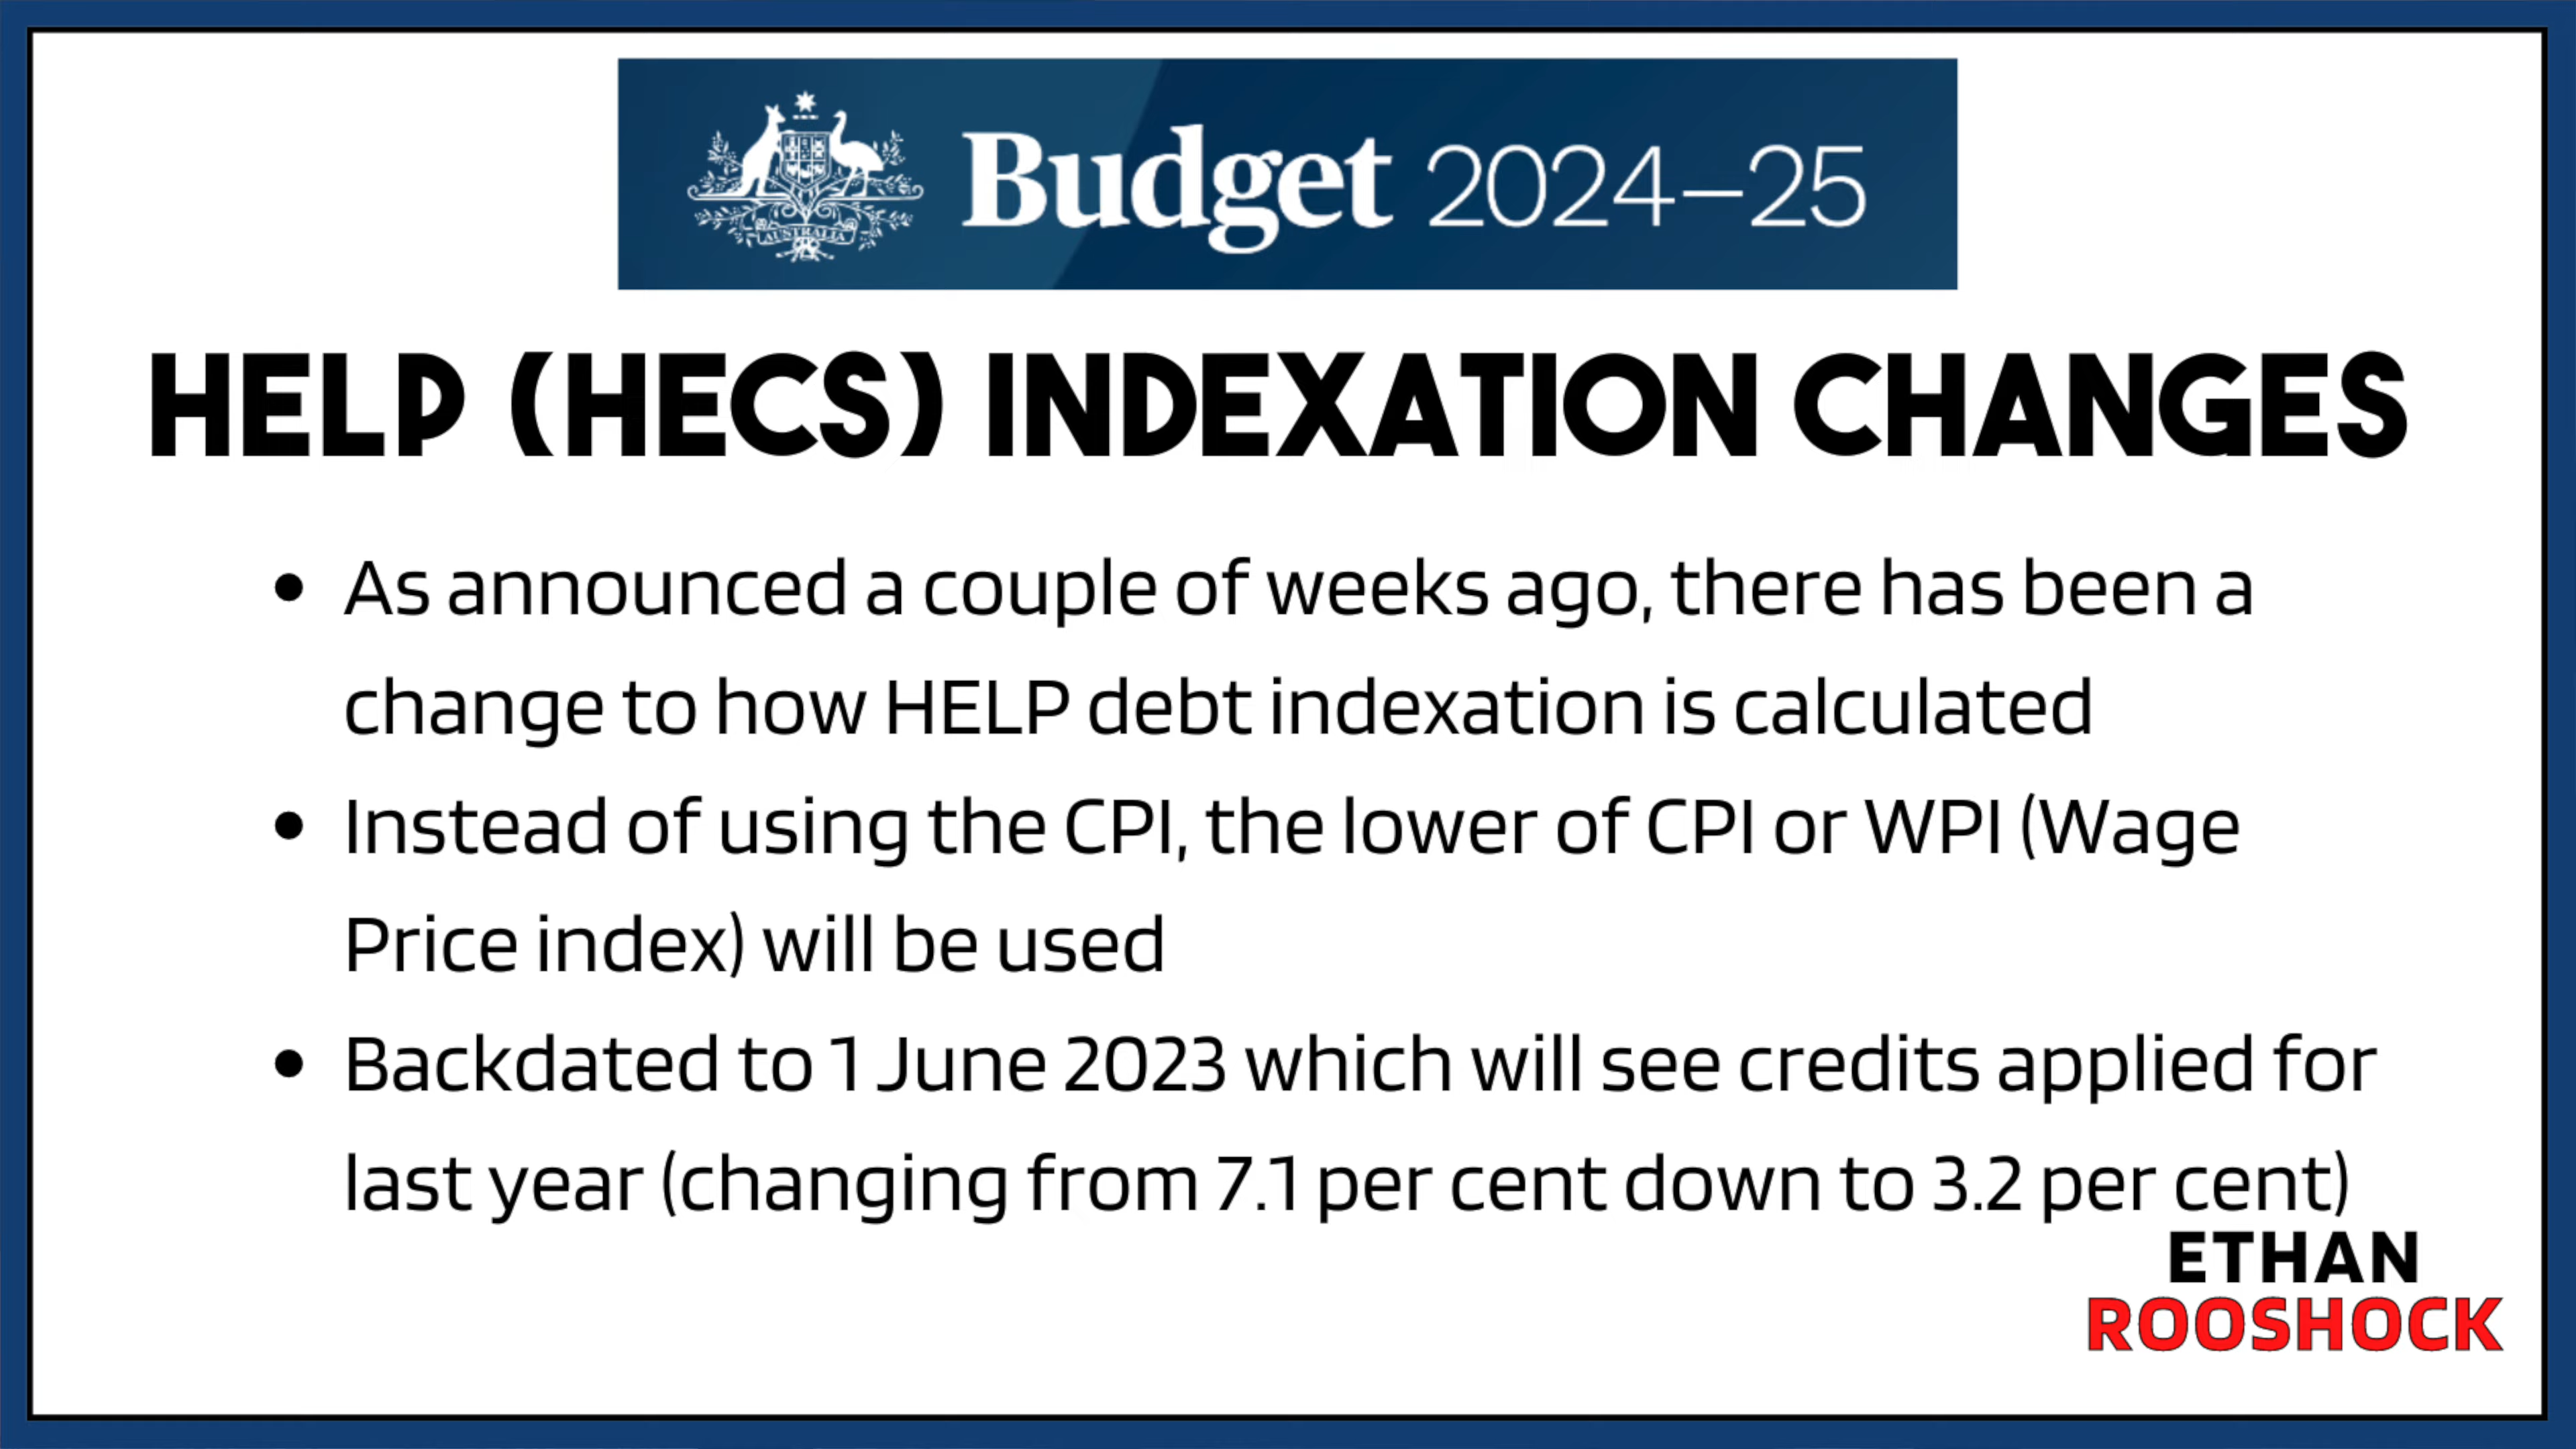 AUSTRALIA
Budget 2024–25
HELP (HECS) INDEXATION CHANGES
• As announced a couple of weeks ago, there has been a
change to how HELP debt indexation is calculated
• Instead of using the CPI, the lower of CPI or WPI (Wage
Price index) will be used
• Backdated to 1 June 2023 which will see credits applied for
last year (changing from 7.1 per cent down to 3.2 per cent)
ETHAN
ROOSHOCK